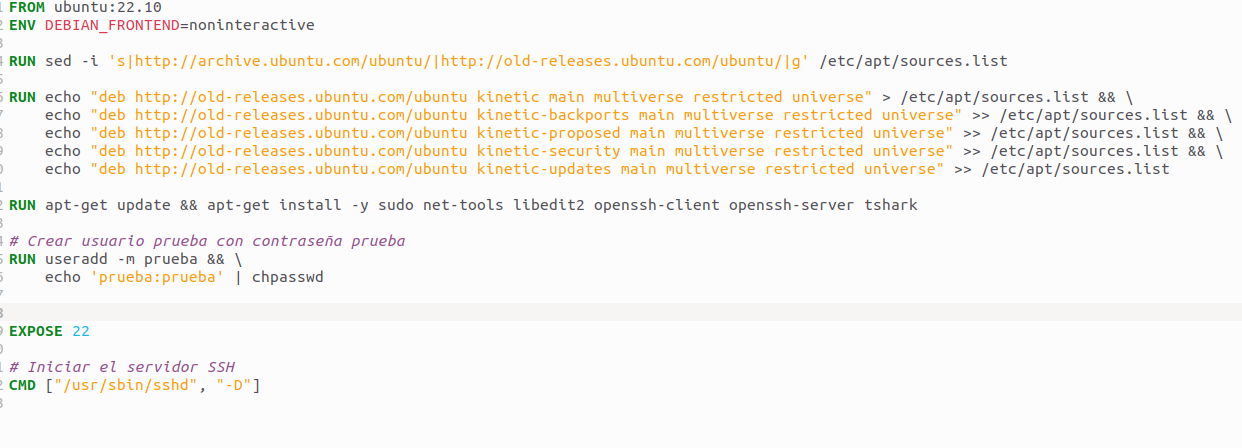 FROM ubuntu:22.10
ENV DEBIAN_FRONTEND=noninteractive
RUN sed -i 's|http://archive.ubuntu.com/ubuntu/|http://old-releases.ubuntu.com/ubuntu/|g' /etc/apt/sources.list
RUN echo "deb http://old-releases.ubuntu.com/ubuntu kinetic main multiverse restricted universe" > /etc/apt/sources.list && \
    echo "deb http://old-releases.ubuntu.com/ubuntu kinetic-backports main multiverse restricted universe" >> /etc/apt/sources.list && \
    echo "deb http://old-releases.ubuntu.com/ubuntu kinetic-proposed main multiverse restricted universe" >> /etc/apt/sources.list && \
    echo "deb http://old-releases.ubuntu.com/ubuntu kinetic-security main multiverse restricted universe" >> /etc/apt/sources.list && \
    echo "deb http://old-releases.ubuntu.com/ubuntu kinetic-updates main multiverse restricted universe" >> /etc/apt/sources.list
RUN apt-get update && apt-get install -y sudo net-tools libedit2 openssh-client openssh-server tshark
# Crear usuario prueba con contraseña prueba
RUN useradd -m prueba && \
    echo 'prueba:prueba' | chpasswd
EXPOSE 22
# Iniciar el servidor SSH
CMD ["/usr/sbin/sshd", "-D"]